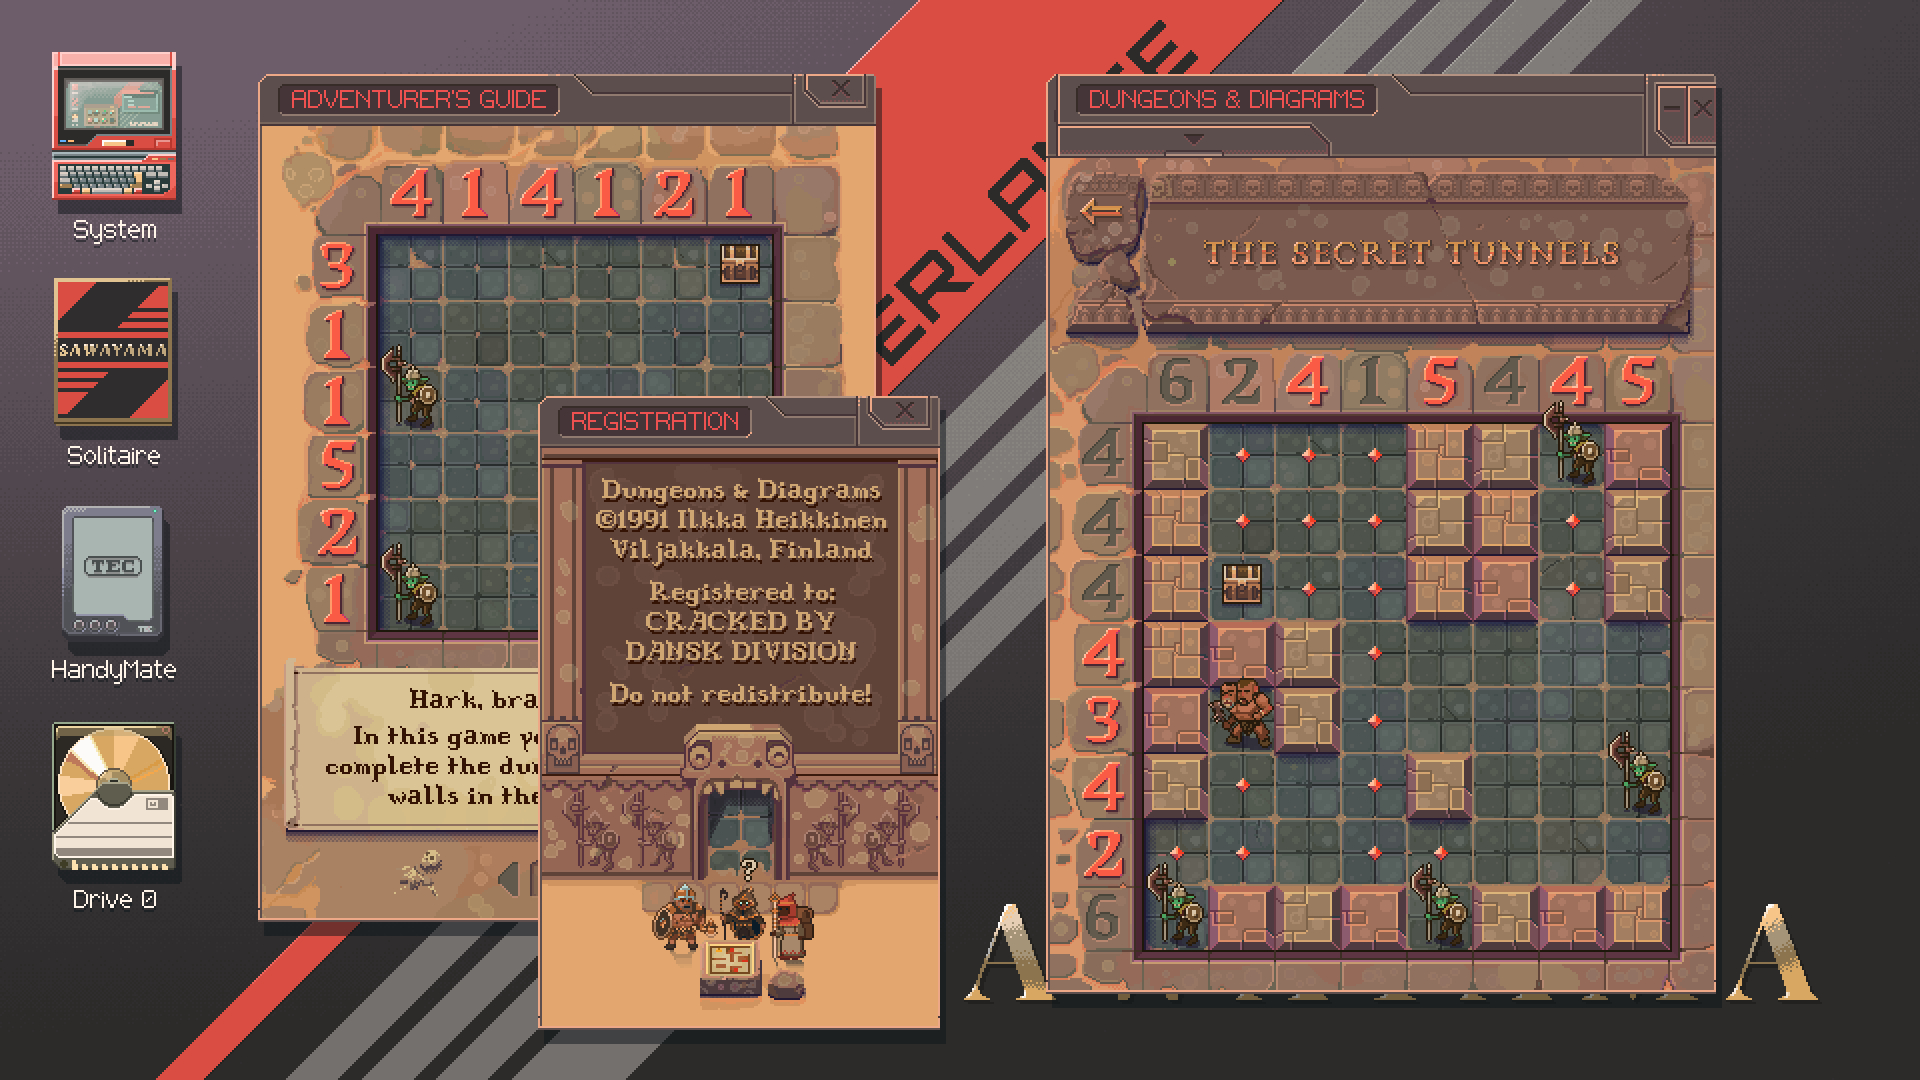 System
Solitaire
SAWAYAMA
HandyMate
TEC
TEC
Drive 0
ADVENTURER'S GUIDE
4 1 4 1 2 1
3
1
1
5
2
1
Hark, bra
In this game
complete the
walls in the
REGISTRATION
Dungeons & Diagrams
©1991 Ilkka Heikkinen
Viljakkala, Finland
Registered to:
CRACKED BY
DANSK DIVISION
Do not redistribute!
?
DUNGEONS & DIAGRAMS
THE SECRET TUNNELS
6 2 4 1 5 4 4 5
4
4
4
4
3
4
2
6
ERLA
E
A
A